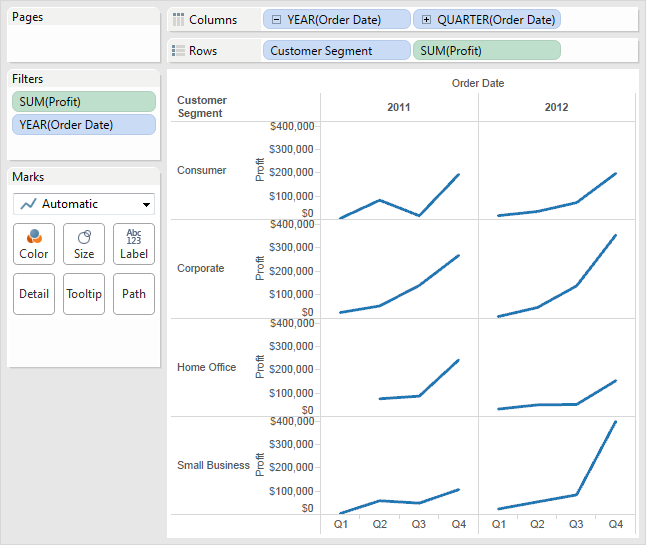 Pages
Columns
YEAR(Order Date)
QUARTER(Order Date)
Rows
Customer Segment
SUM(Profit)
Filters
SUM(Profit)
YEAR(Order Date)
Marks
Automatic
Color
Size
Abc
123
Label
Detail
Tooltip
Path
Order Date
Customer
Segment
2011
2012
Consumer
Profit
$400,000
$300,000
$200,000
$100,000
$0
Corporate
Profit
$400,000
$300,000
$200,000
$100,000
$0
Home Office
Profit
$400,000
$300,000
$200,000
$100,000
$0
Small Business
Profit
$400,000
$300,000
$200,000
$100,000
$0
Q1 Q2 Q3 Q4 Q1 Q2 Q3 Q4